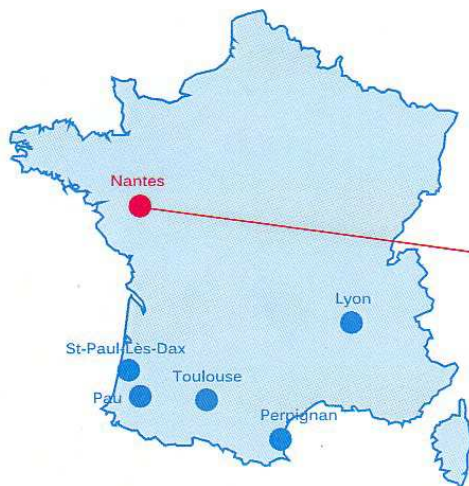 Nantes
Lyon
St-Paul-Lès-Dax
Pau
Toulouse
Perpignan